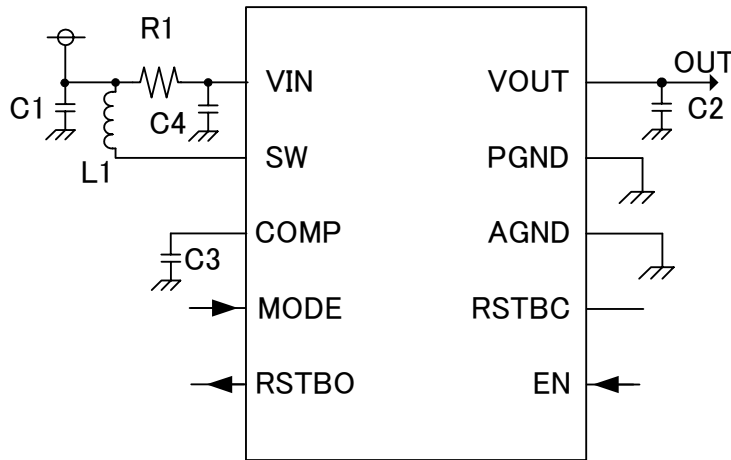 R1
VIN
VOUT
OUT
C1
C4
C2
L1
SW
PGND
COMP
AGND
C3
MODE
RSTBC
RSTBO
EN